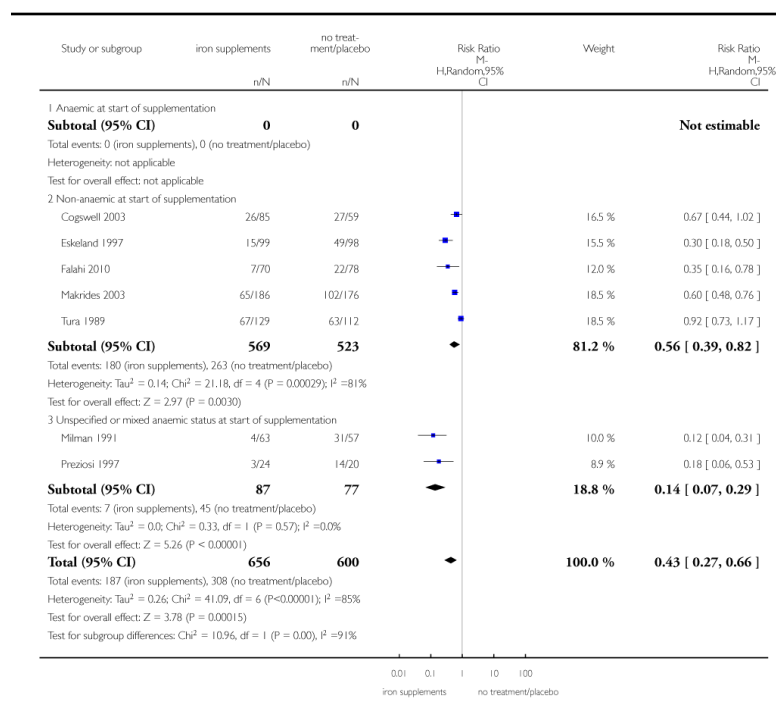 Study or subgroup iron supplements no treat-ment/placebo Risk Ratio Weight Risk Ratio
M-H,Random,95% CI M-H,Random,95% CI
n/N n/N
1 Anaemic at start of supplementation
Subtotal (95% CI) 0 0 Not estimable
Total events: 0 (iron supplements), 0 (no treatment/placebo)
Heterogeneity: not applicable
Test for overall effect: not applicable
2 Non-anaemic at start of supplementation
Cogswell 2003 26/85 27/59 16.5 % 0.67 [ 0.44, 1.02 ]
Eskeland 1997 15/99 49/98 15.5 % 0.30 [ 0.18, 0.50 ]
Falahi 2010 7/70 22/78 12.0 % 0.35 [ 0.16, 0.78 ]
Makrides 2003 65/186 102/176 18.5 % 0.60 [ 0.48, 0.76 ]
Tura 1989 67/129 63/112 18.5 % 0.92 [ 0.73, 1.17 ]
Subtotal (95% CI) 569 523 81.2 % 0.56 [ 0.39, 0.82 ]
Total events: 180 (iron supplements), 263 (no treatment/placebo)
Heterogeneity: Tau² = 0.14; Chi² = 21.18, df = 4 (P = 0.00029); I² =81%
Test for overall effect: Z = 2.97 (P = 0.0030)
3 Unspecified or mixed anaemic status at start of supplementation
Milman 1991 4/63 31/57 10.0 % 0.12 [ 0.04, 0.31 ]
Preziosi 1997 3/24 14/20 8.9 % 0.18 [ 0.06, 0.53 ]
Subtotal (95% CI) 87 77 18.8 % 0.14 [ 0.07, 0.29 ]
Total events: 7 (iron supplements), 45 (no treatment/placebo)
Heterogeneity: Tau² = 0.0; Chi² = 0.33, df = 1 (P = 0.57); I² =0.0%
Test for overall effect: Z = 5.26 (P < 0.00001)
Total (95% CI) 656 600 100.0 % 0.43 [ 0.27, 0.66 ]
Total events: 187 (iron supplements), 308 (no treatment/placebo)
Heterogeneity: Tau² = 0.26; Chi² = 41.09, df = 6 (P<0.00001); I² =85%
Test for overall effect: Z = 3.78 (P = 0.00015)
Test for subgroup differences: Chi² = 10.96, df = 1 (P = 0.00), I² =91%
0.01 0.1 1 10 100
iron supplements no treatment/placebo